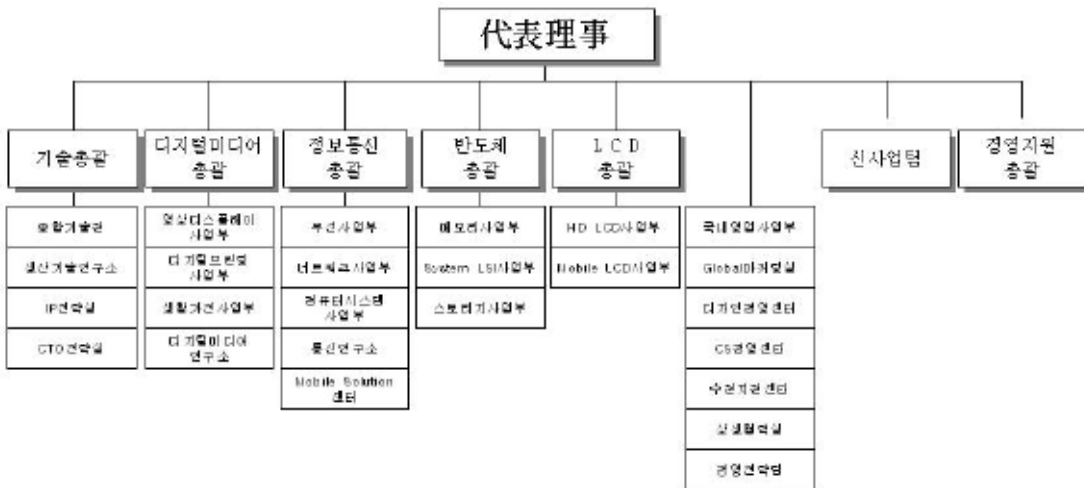 代表理事
기술총괄
디지털미디어
총괄
정보통신
총괄
반도체
총괄
LCD
총괄
신사업팀
경영지원
총괄
종합기술원
생산기술연구소
IP전략실
CTO전략실
영상디스플레이
사업부
디지털프린팅
사업부
생활가전사업부
디지털미디어
연구소
무선사업부
네트워크사업부
컴퓨터시스템
사업부
통신연구소
Mobile Solution
센터
메모리사업부
System LSI사업부
스토리지사업부
HD LCD사업부
Mobile LCD사업부
국내영업사업부
Global마케팅실
디자인경영센터
CS경영센터
수원지원센터
상생협력실
경영전략팀